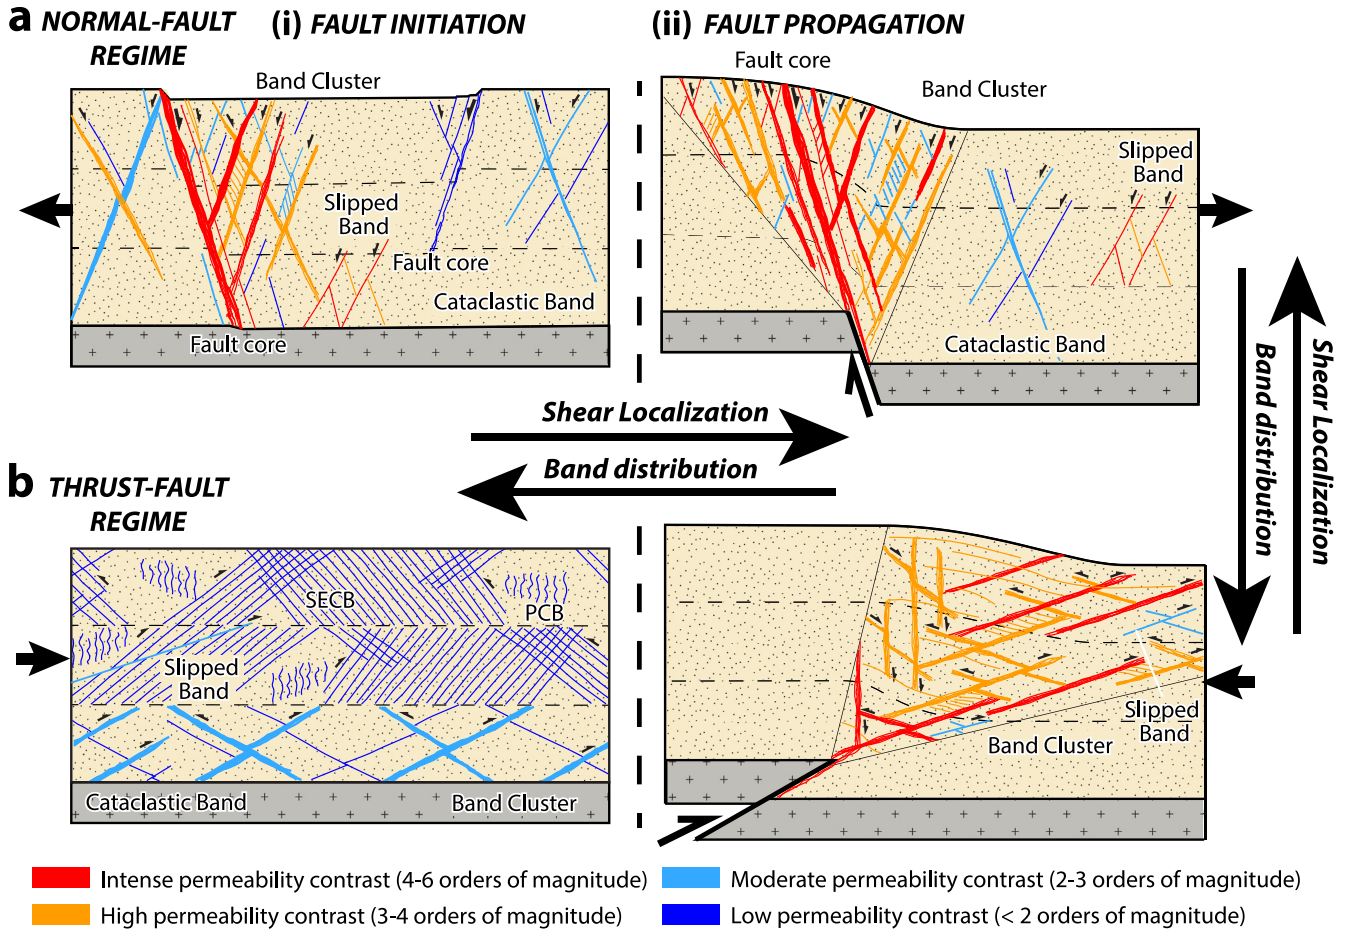 a NORMAL-FAULT
REGIME
(i) FAULT INITIATION
(ii) FAULT PROPAGATION
Band Cluster
Slipped
Band
Fault core
Cataclastic Band
Fault core
Fault core
Band Cluster
Slipped
Band
Cataclastic Band
Shear Localization
Band distribution
Band distribution
Shear Localization
b THRUST-FAULT
REGIME
SECB
PCB
Slipped
Band
Cataclastic Band
Band Cluster
Slipped
Band
Band Cluster
Intense permeability contrast (4-6 orders of magnitude)
High permeability contrast (3-4 orders of magnitude)
Moderate permeability contrast (2-3 orders of magnitude)
Low permeability contrast (< 2 orders of magnitude)